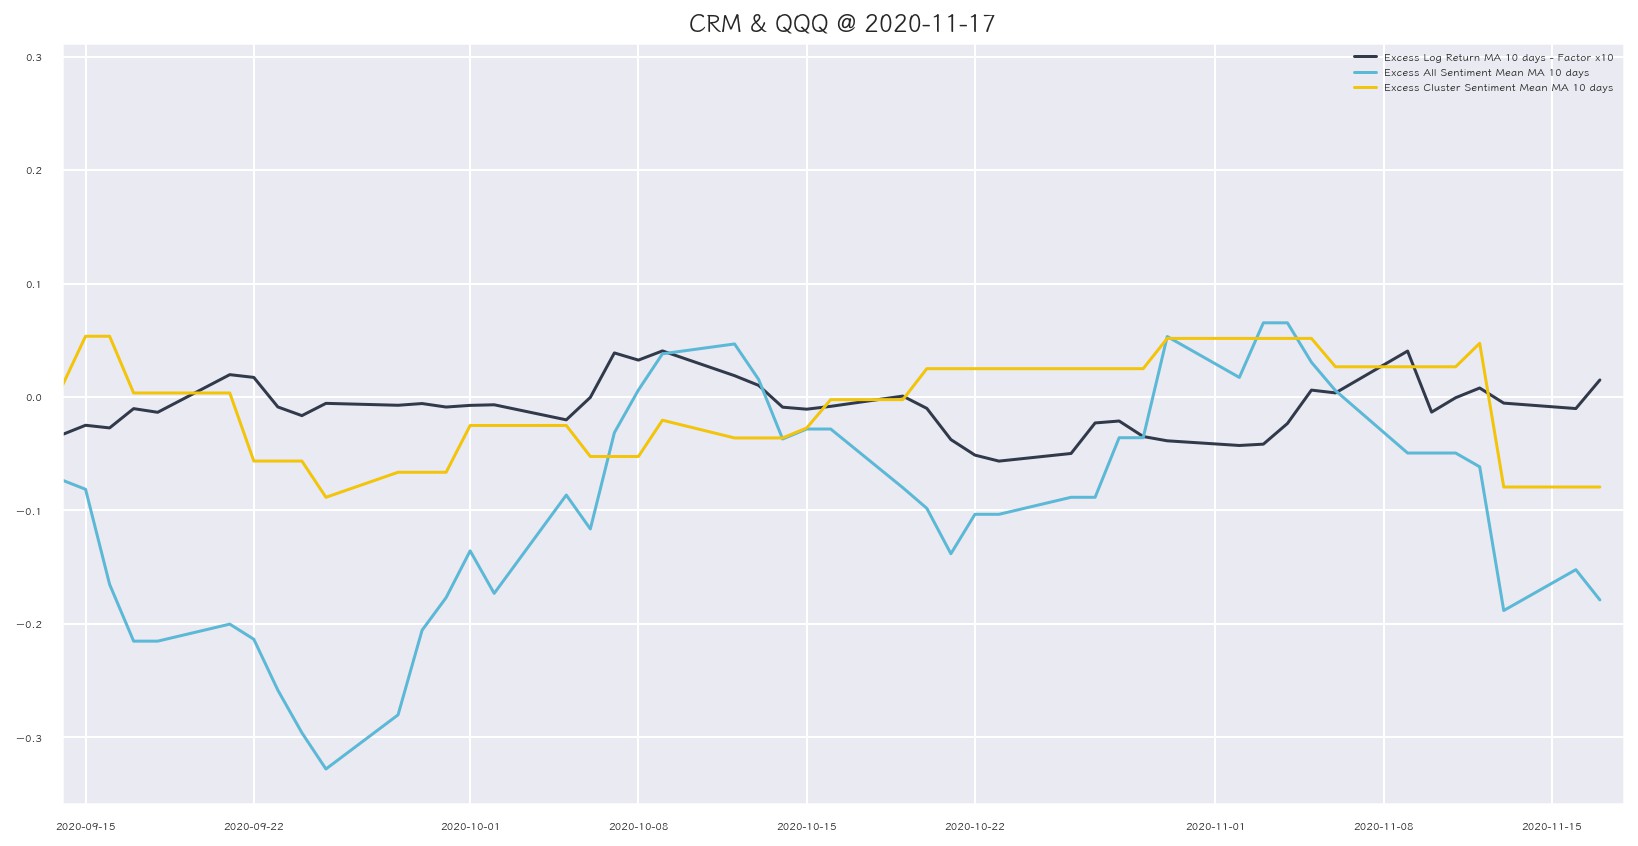 CRM & QQQ @ 2020-11-17
Excess Log Return MA 10 days - Factor x10
Excess All Sentiment Mean MA 10 days
Excess Cluster Sentiment Mean MA 10 days
0.3
0.2
0.1
0.0
−0.1
−0.2
−0.3
2020-09-15 2020-09-22 2020-10-01 2020-10-08 2020-10-15 2020-10-22 2020-11-01 2020-11-08 2020-11-15